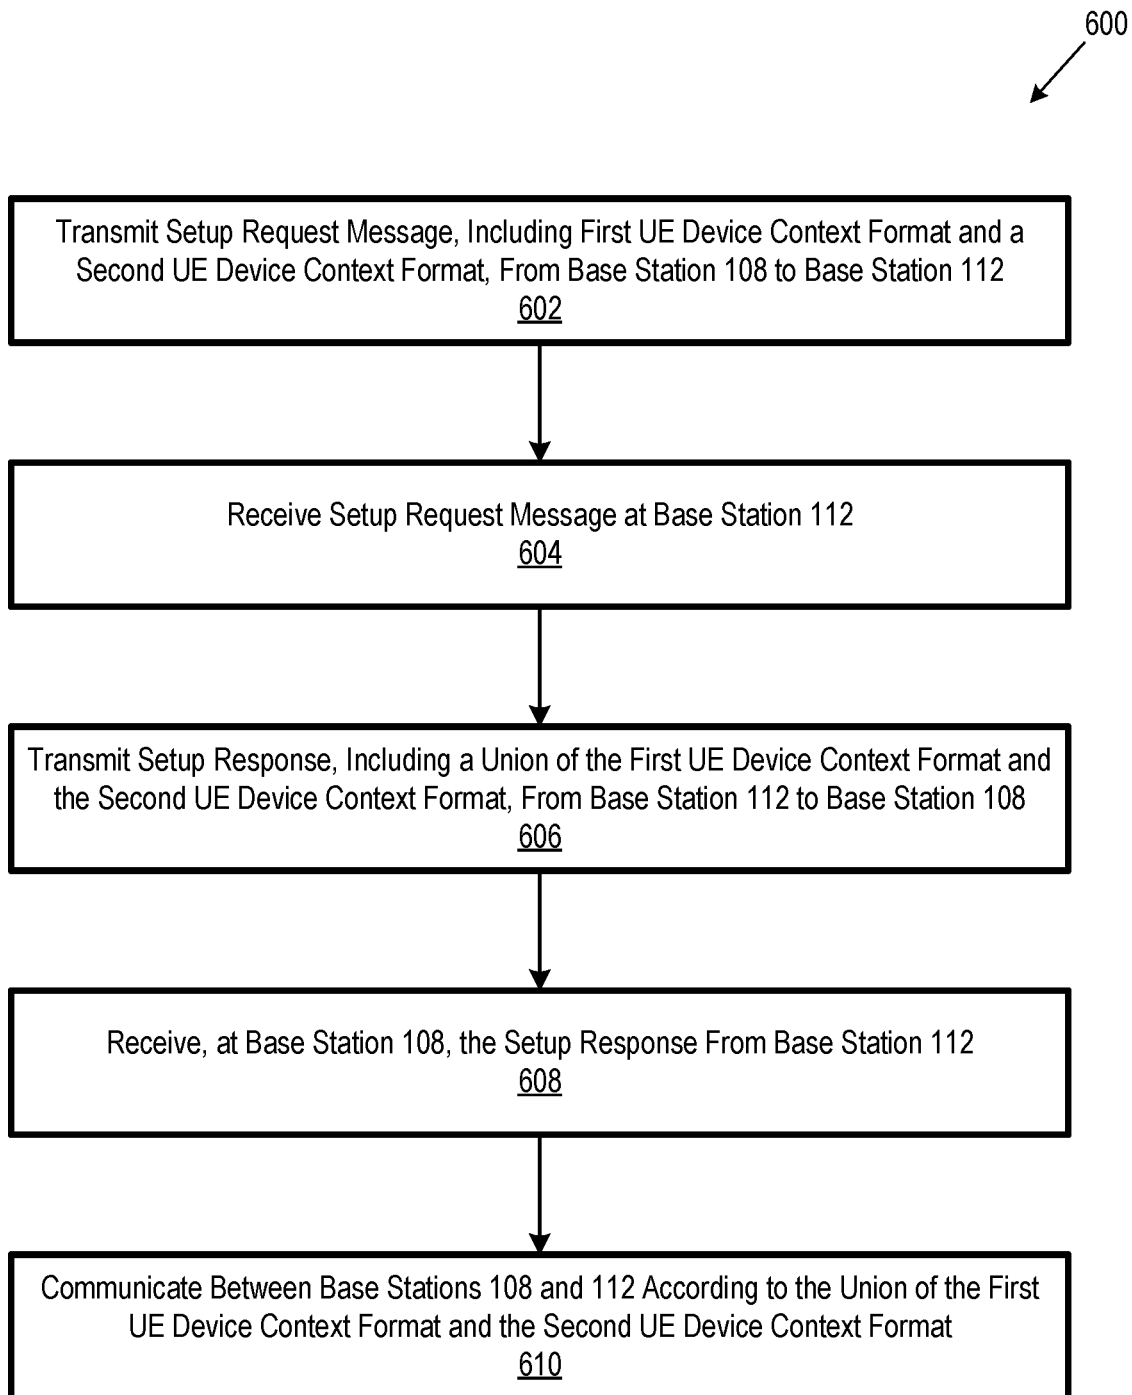 600
Transmit Setup Request Message, Including First UE Device Context Format and a
Second UE Device Context Format, From Base Station 108 to Base Station 112
602
Receive Setup Request Message at Base Station 112
604
Transmit Setup Response, Including a Union of the First UE Device Context Format and
the Second UE Device Context Format, From Base Station 112 to Base Station 108
606
Receive, at Base Station 108, the Setup Response From Base Station 112
608
Communicate Between Base Stations 108 and 112 According to the Union of the First
UE Device Context Format and the Second UE Device Context Format
610